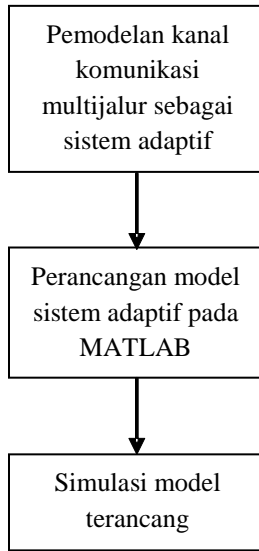 Pemodelan kanal
komunikasi
multijalur sebagai
sistem adaptif
Perancangan model
sistem adaptif pada
MATLAB
Simulasi model
terancang